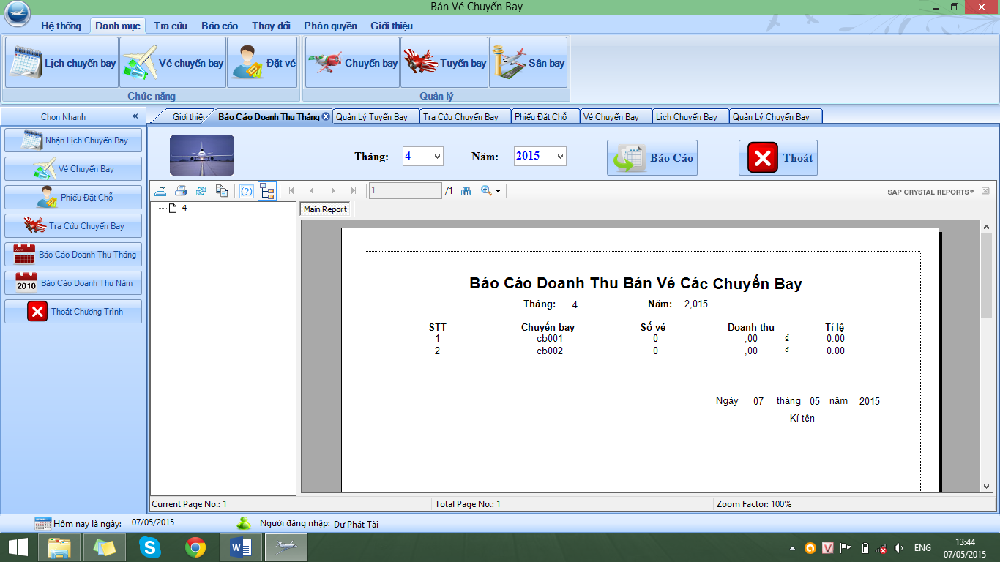 Bán Vé Chuyến Bay
Hệ thống Danh mục Tra cứu Báo cáo Thay đổi Phân quyền Giới thiệu
Lịch chuyến bay Vé chuyến bay Đặt vé Chuyến bay Tuyến bay Sân bay
Chức năng Quản lý
Chọn Nhanh «
Giơi thiệu Báo Cáo Doanh Thu Tháng Quản Lý Tuyến Bay Tra Cứu Chuyến Bay Phiếu Đặt Chỗ Vé Chuyến Bay Lịch Chuyến Bay Quản Lý Chuyến Bay
Nhận Lịch Chuyến Bay
Vé Chuyến Bay
Phiếu Đặt Chỗ
Tra Cứu Chuyến Bay
Báo Cáo Doanh Thu Tháng
2010 Báo Cáo Doanh Thu Năm
Thoát Chương Trình
Tháng: 4 Năm: 2015 Báo Cáo Thoát
1 /1 SAP CRYSTAL REPORTS®
4
Main Report
Báo Cáo Doanh Thu Bán Vé Các Chuyến Bay
Tháng: 4 Năm: 2,015
STT Chuyến bay Số vé Doanh thu Tỉ lệ
1 cb001 0 ,00 ₫ 0.00
2 cb002 0 ,00 ₫ 0.00
Ngày 07 tháng 05 năm 2015
Kí tên
Current Page No.: 1 Total Page No.: 1 Zoom Factor: 100%
Hôm nay là ngày: 07/05/2015 Người đăng nhập: Dư Phát Tài
ENG 13:44
07/05/2015